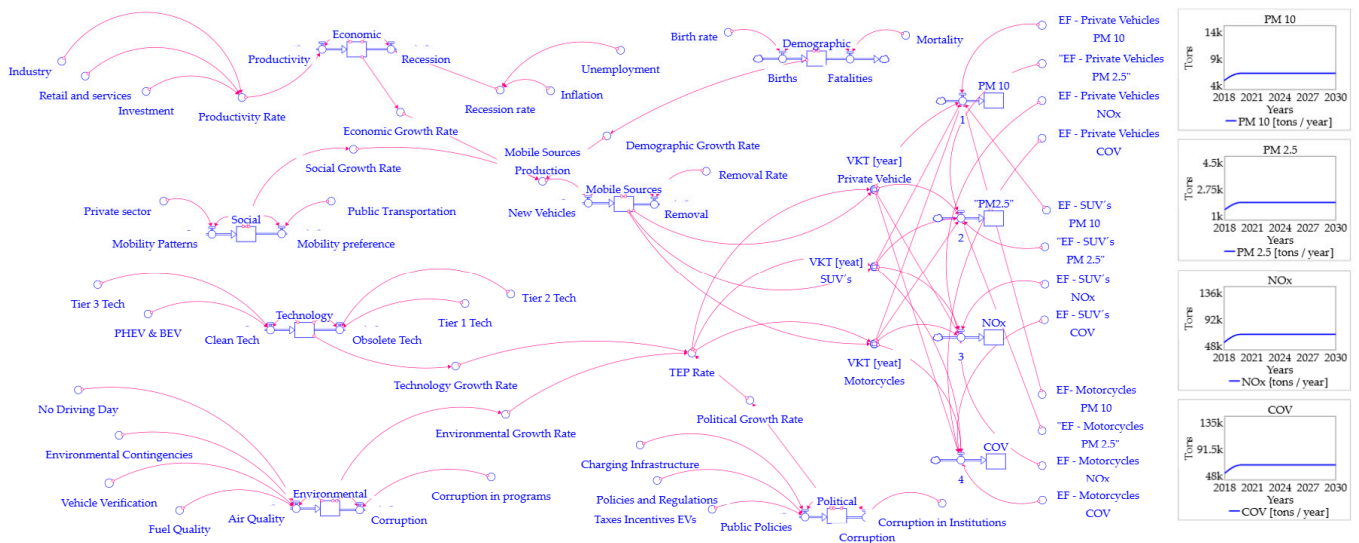 Economic
Productivity
Recession
Industry
Retail and services
Investment
Productivity Rate
Unemployment
Inflation
Recession rate
Economic Growth Rate
Birth rate
Demographic
Mortality
Births
Fatalities
Demographic Growth Rate
Social Growth Rate
Mobile Sources
Production
Mobile Sources
Removal Rate
New Vehicles
Removal
Private sector
Social
Public Transportation
Mobility Patterns
Mobility preference
Tier 3 Tech
PHEV & BEV
Technology
Tier 2 Tech
Tier 1 Tech
Clean Tech
Obsolete Tech
Technology Growth Rate
TEP Rate
No Driving Day
Environmental Contingencies
Vehicle Verification
Fuel Quality
Environmental
Air Quality
Corruption
Corruption in programs
Environmental Growth Rate
Political Growth Rate
Charging Infrastructure
Policies and Regulations
Taxes Incentives EVs
Public Policies
Political
Corruption
Corruption in Institutions
VKT [year]
Private Vehicle
VKT [yeat]
SUV´s
VKT [yeat]
Motorcycles
PM 10
1
"PM2.5"
2
NOx
3
COV
4
EF - Private Vehicles
PM 10
"EF - Private Vehicles
PM 2.5"
EF - Private Vehicles
NOx
EF - Private Vehicles
COV
EF - SUV´s
PM 10
"EF - SUV´s
PM 2.5"
EF - SUV´s
NOx
EF - SUV´s
COV
EF- Motorcycles
PM 10
"EF - Motorcycles
PM 2.5"
EF - Motorcycles
NOx
EF - Motorcycles
COV
PM 10
14k
9k
4k
Tons
2018 2021 2024 2027 2030
Years
PM 10 [tons / year]
PM 2.5
4.5k
2.75k
1k
Tons
2018 2021 2024 2027 2030
Years
PM 2.5 [tons / year]
NOx
136k
92k
48k
Tons
2018 2021 2024 2027 2030
Years
NOx [tons / year]
COV
135k
91.5k
48k
Tons
2018 2021 2024 2027 2030
Years
COV [tons / year]